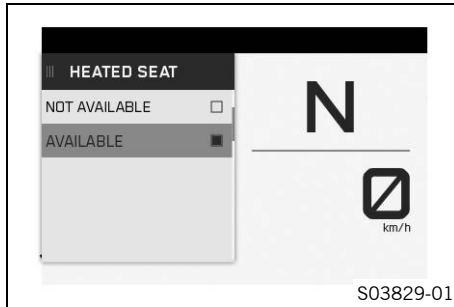 HEATED SEAT
NOT AVAILABLE
AVAILABLE
N
0
km/h
S03829-01